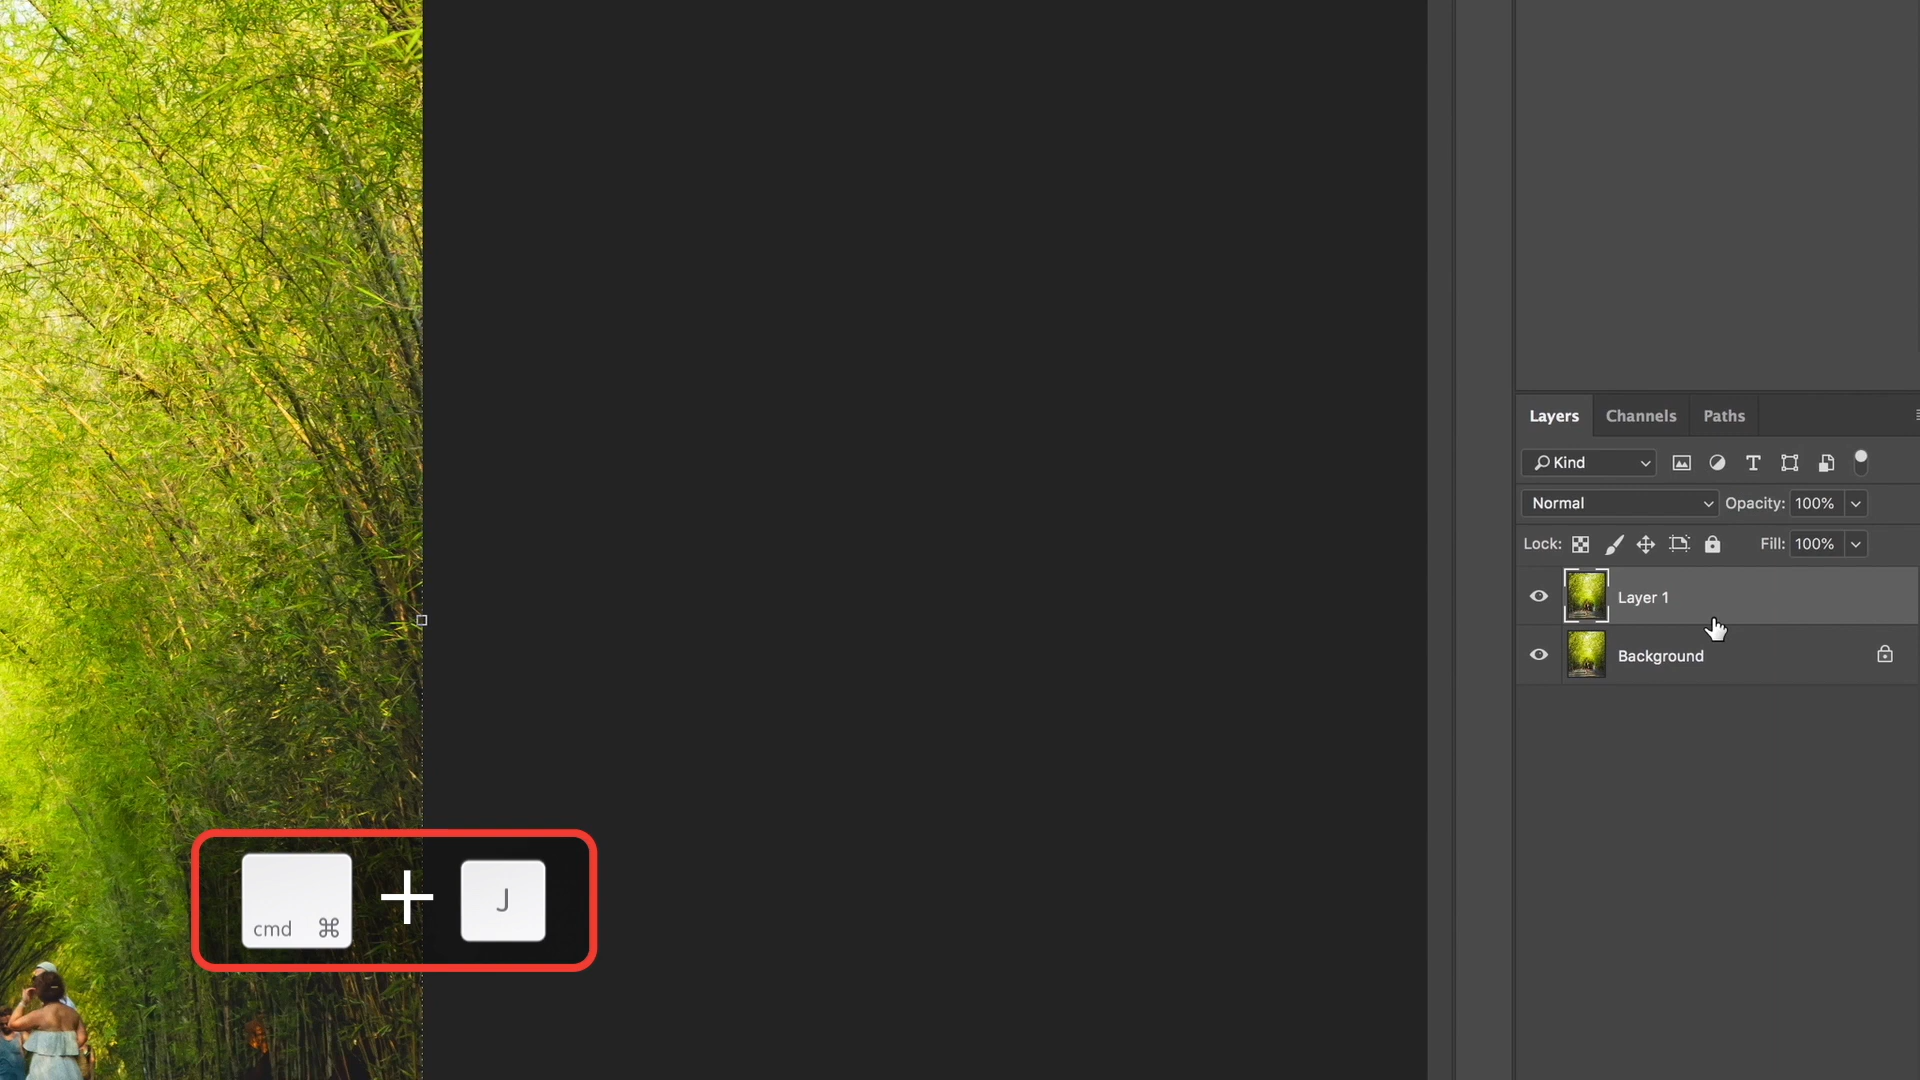 Layers Channels Paths
Kind
Normal Opacity: 100%
Lock: Fill: 100%
Layer 1
Background
cmd ⌘ + J